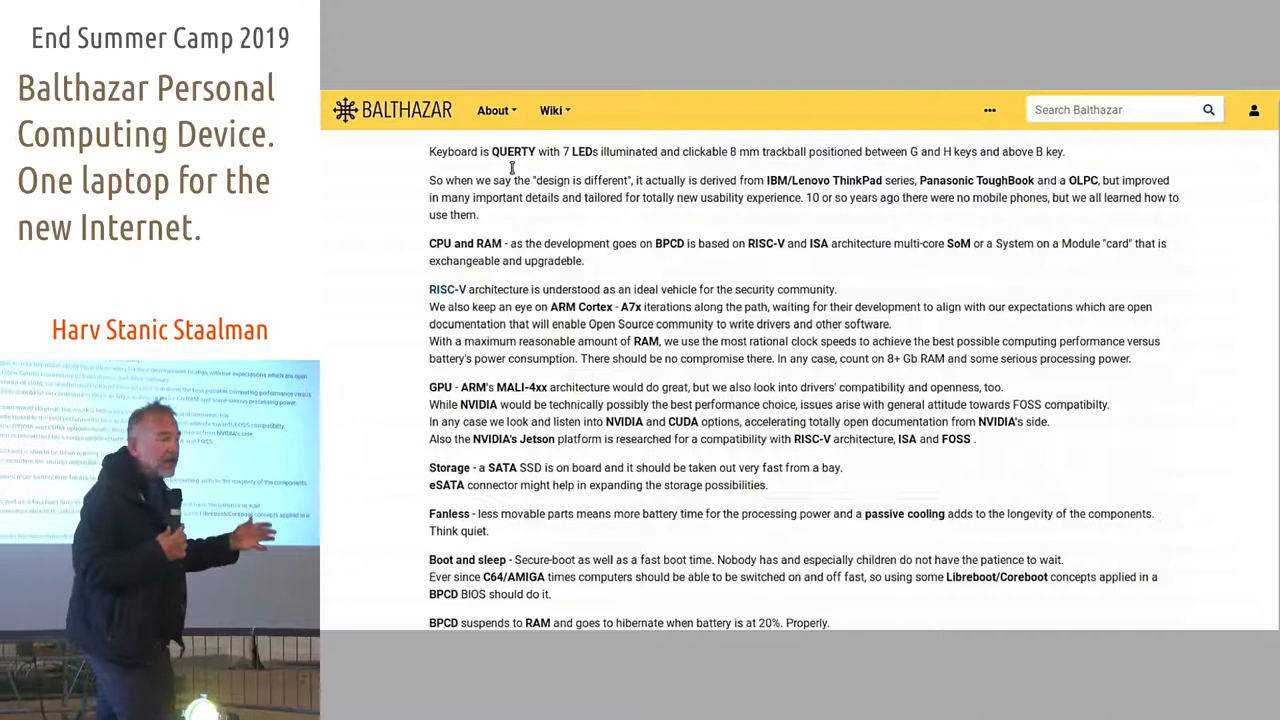 End Summer Camp 2019
Balthazar Personal
Computing Device.
One laptop for the
new Internet.
Harv Stanic Staalman
BALTHAZAR
About
Wiki
Search Balthazar
Keyboard is QUERTY with 7 LEDs illuminated and clickable 8 mm trackball positioned between G and H keys and above B key.
So when we say the "design is different", it actually is derived from IBM/Lenovo ThinkPad series, Panasonic ToughBook and a OLPC, but improved
in many important details and tailored for totally new usability experience. 10 or so years ago there were no mobile phones, but we all learned how to
use them.
CPU and RAM - as the development goes on BPCD is based on RISC-V and ISA architecture multi-core SoM or a System on a Module "card" that is
exchangeable and upgradeable.
RISC-V architecture is understood as an ideal vehicle for the security community.
We also keep an eye on ARM Cortex - A7x iterations along the path, waiting for their development to align with our expectations which are open
documentation that will enable Open Source community to write drivers and other software.
With a maximum reasonable amount of RAM, we use the most rational clock speeds to achieve the best possible computing performance versus
battery's power consumption. There should be no compromise there. In any case, count on 8+ Gb RAM and some serious processing power.
GPU - ARM's MALI-4xx architecture would do great, but we also look into drivers' compatibility and openness, too.
While NVIDIA would be technically possibly the best performance choice, issues arise with general attitude towards FOSS compatibilty.
In any case we look and listen into NVIDIA and CUDA options, accelerating totally open documentation from NVIDIA's side.
Also the NVIDIA's Jetson platform is researched for a compatibility with RISC-V architecture, ISA and FOSS .
Storage - a SATA SSD is on board and it should be taken out very fast from a bay.
eSATA connector might help in expanding the storage possibilities.
Fanless - less movable parts means more battery time for the processing power and a passive cooling adds to the longevity of the components.
Think quiet.
Boot and sleep - Secure-boot as well as a fast boot time. Nobody has and especially children do not have the patience to wait.
Ever since C64/AMIGA times computers should be able to be switched on and off fast, so using some Libreboot/Coreboot concepts applied in a
BPCD BIOS should do it.
BPCD suspends to RAM and goes to hibernate when battery is at 20%. Properly.